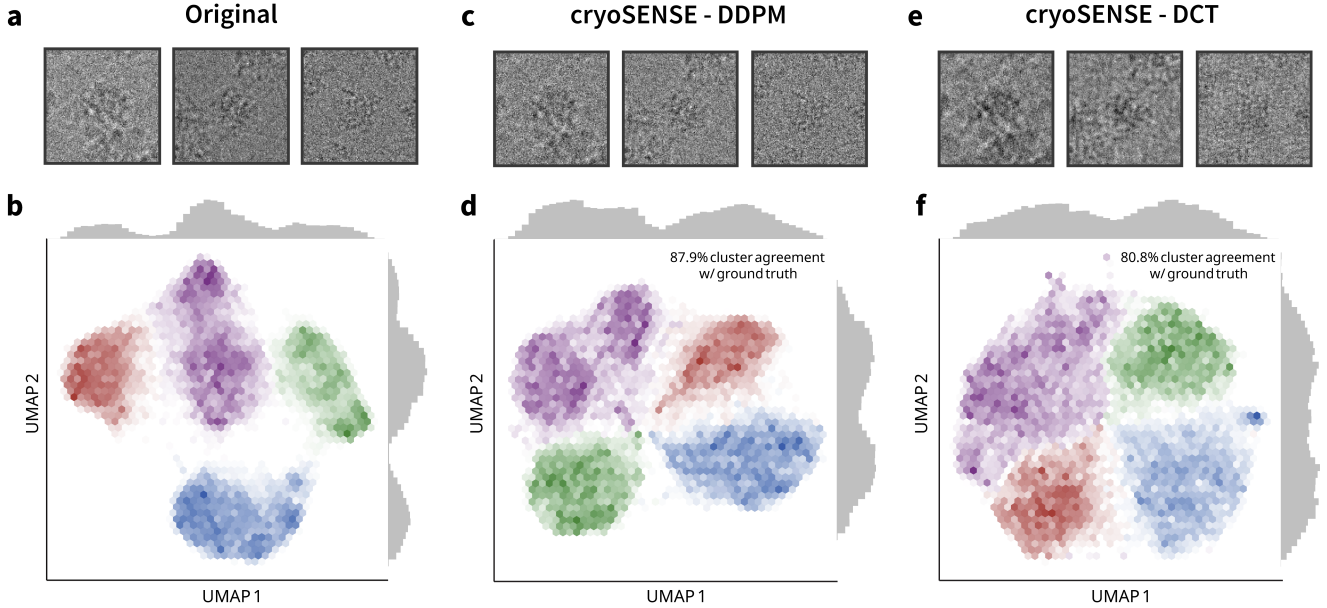 a
Original
c
cryoSENSE - DDPM
e
cryoSENSE - DCT
b
UMAP 2
UMAP 1
d
87.9% cluster agreement
w/ ground truth
UMAP 2
UMAP 1
f
80.8% cluster agreement
w/ ground truth
UMAP 2
UMAP 1